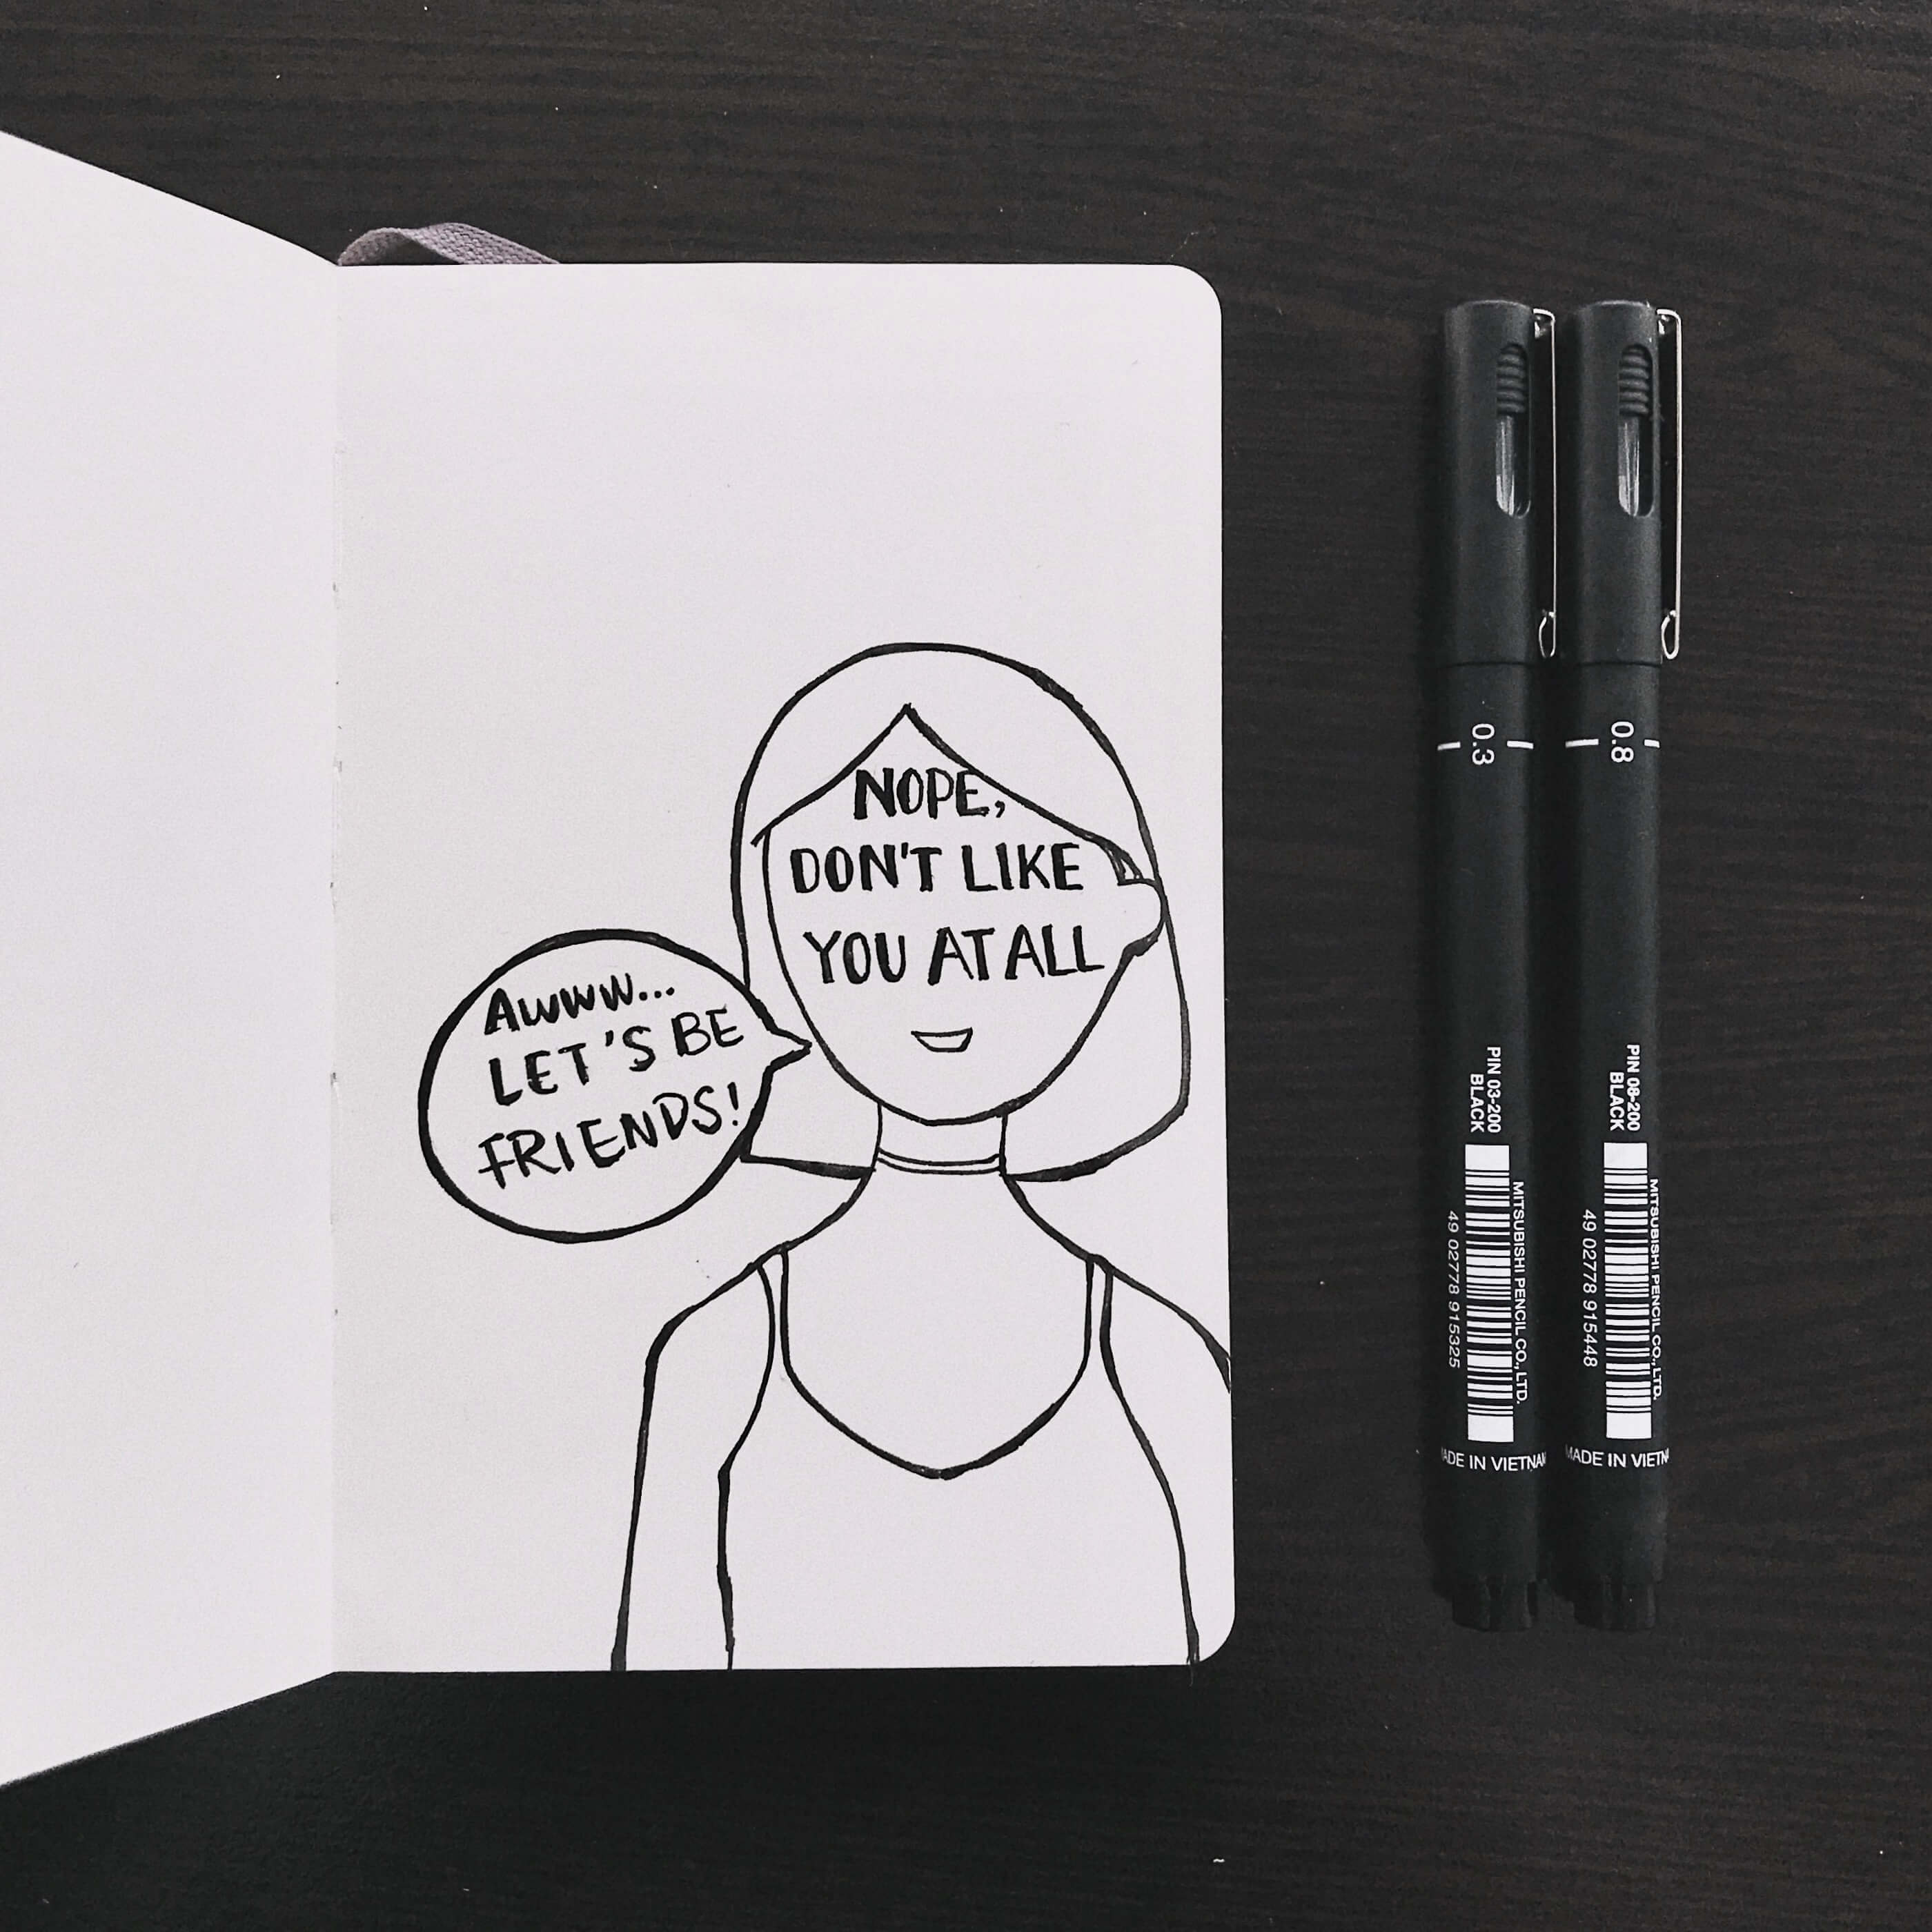 NOPE,
DON'T LIKE
YOU AT ALL
AWWW...
LET'S BE
FRIENDS!
0.3
PIN 03-200
BLACK
MITSUBISHI PENCIL CO., LTD.
49 02778 915325
MADE IN VIETNAM
0.8
PIN 08-200
BLACK
MITSUBISHI PENCIL CO., LTD.
49 02778 915448
MADE IN VIETN